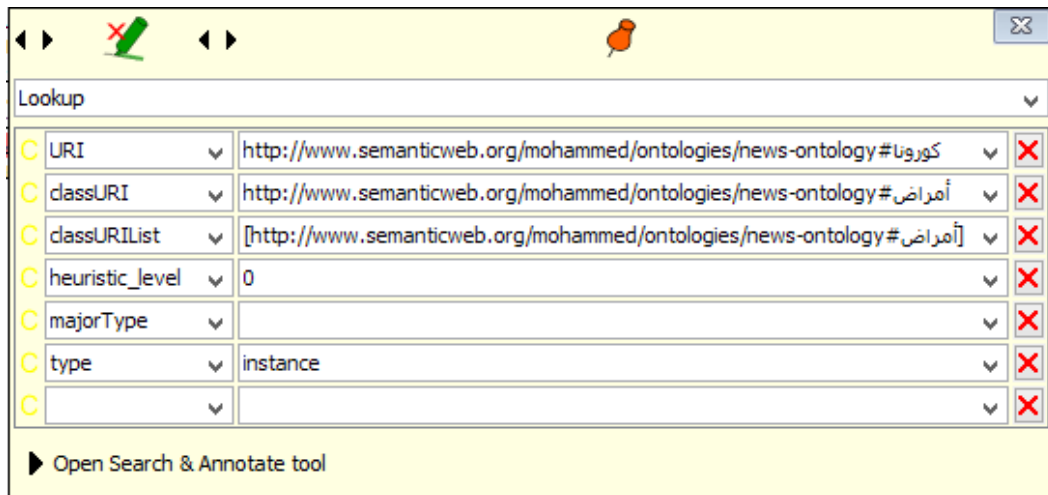 Lookup
C URI http://www.semanticweb.org/mohammed/ontologies/news-ontology#كورونا
C classURI http://www.semanticweb.org/mohammed/ontologies/news-ontology#أمراض
C classURIList [http://www.semanticweb.org/mohammed/ontologies/news-ontology#أمراض]
C heuristic_level 0
C majorType
C type instance
C
Open Search & Annotate tool